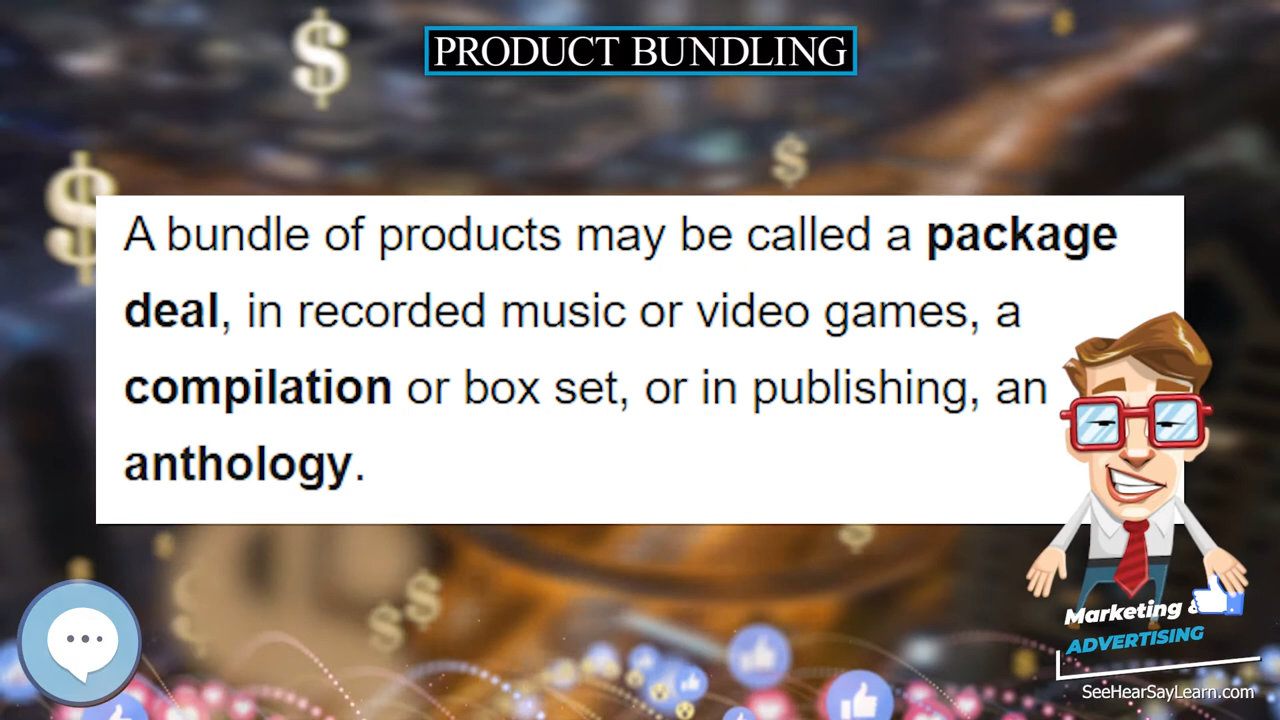 PRODUCT BUNDLING
A bundle of products may be called a package
deal, in recorded music or video games, a
compilation or box set, or in publishing, an
anthology.
Marketing &
ADVERTISING
SeeHearSayLearn.com